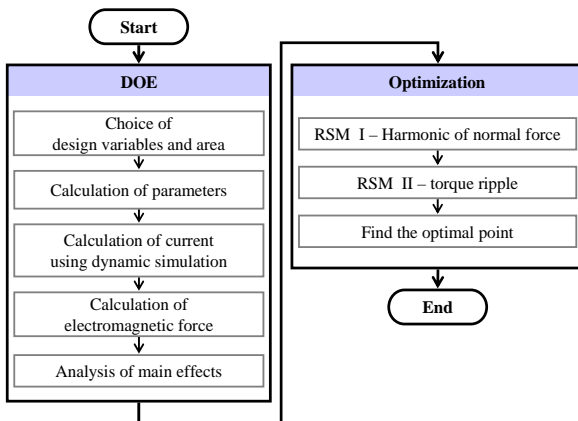 Start
DOE
Choice of
design variables and area
Calculation of parameters
Calculation of current
using dynamic simulation
Calculation of
electromagnetic force
Analysis of main effects
Optimization
RSM I – Harmonic of normal force
RSM II – torque ripple
Find the optimal point
End